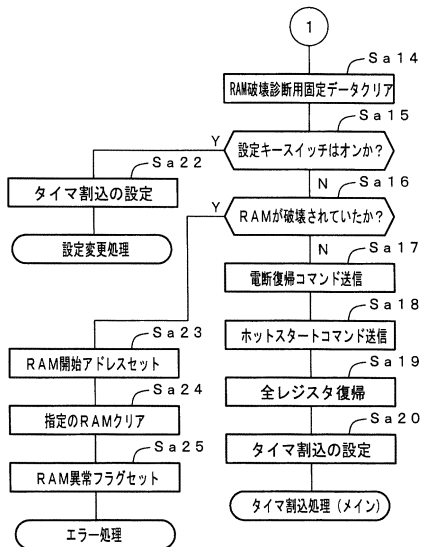 1
Sa14
RAM破壊診断用固定データクリア
Sa15
設定キースイッチはオンか？
Y
Sa22
N
Sa16
タイマ割込の設定
Y
RAMが破壊されていたか？
設定変更処理
N
Sa17
電断復帰コマンド送信
Sa18
ホットスタートコマンド送信
Sa23
RAM開始アドレスセット
Sa19
全レジスタ復帰
Sa24
指定のRAMクリア
Sa20
タイマ割込の設定
Sa25
RAM異常フラグセット
タイマ割込処理（メイン）
エラー処理